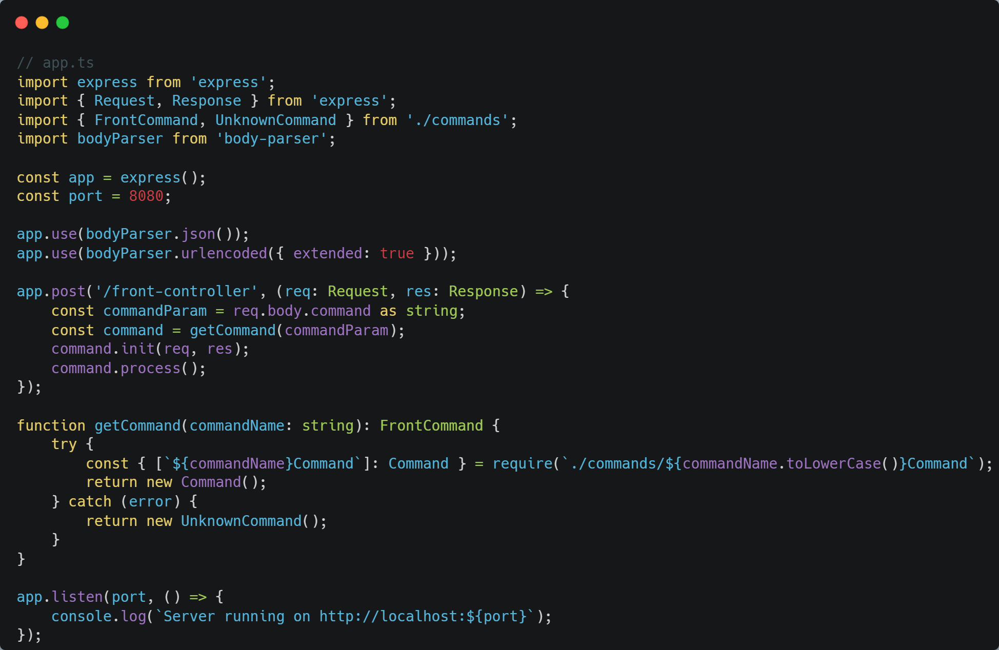 // app.ts
import express from 'express';
import { Request, Response } from 'express';
import { FrontCommand, UnknownCommand } from './commands';
import bodyParser from 'body-parser';

const app = express();
const port = 8080;

app.use(bodyParser.json());
app.use(bodyParser.urlencoded({ extended: true }));

app.post('/front-controller', (req: Request, res: Response) => {
    const commandParam = req.body.command as string;
    const command = getCommand(commandParam);
    command.init(req, res);
    command.process();
});

function getCommand(commandName: string): FrontCommand {
    try {
        const { [`${commandName}Command`]: Command } = require(`./commands/${commandName.toLowerCase()}Command`);
        return new Command();
    } catch (error) {
        return new UnknownCommand();
    }
}

app.listen(port, () => {
    console.log(`Server running on http://localhost:${port}`);
});